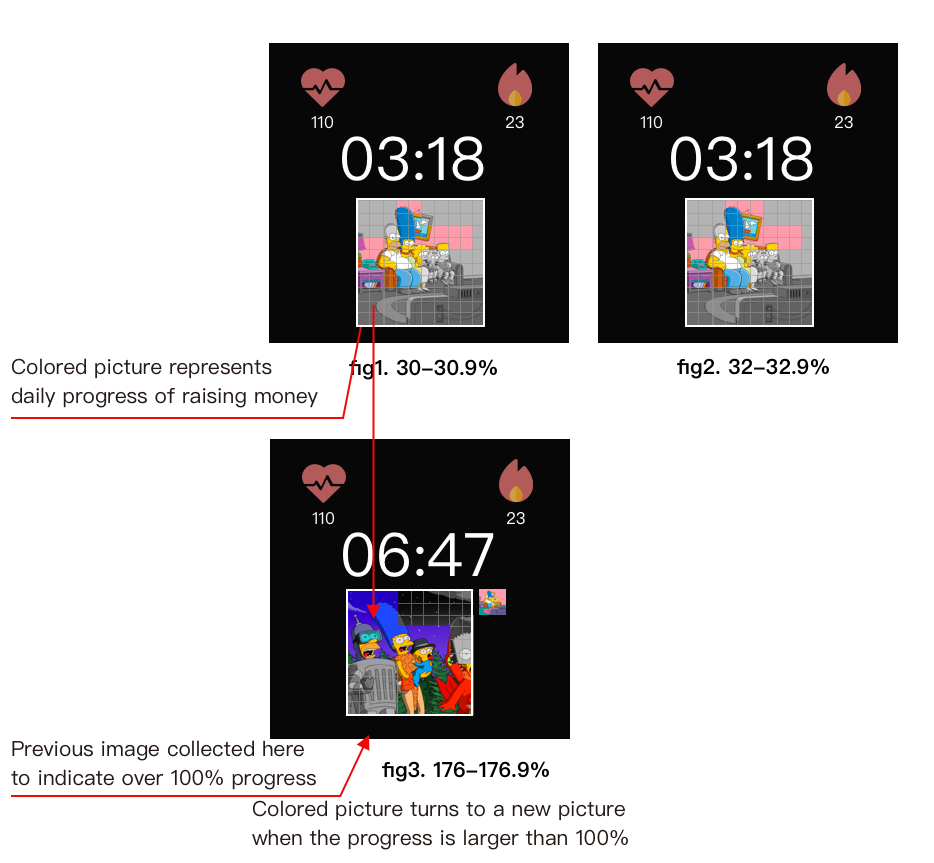 110
23
03:18
110
23
03:18
Colored picture represents
daily progress of raising money
fig1. 30–30.9%
fig2. 32–32.9%
110
23
06:47
Previous image collected here
to indicate over 100% progress
fig3. 176–176.9%
Colored picture turns to a new picture
when the progress is larger than 100%